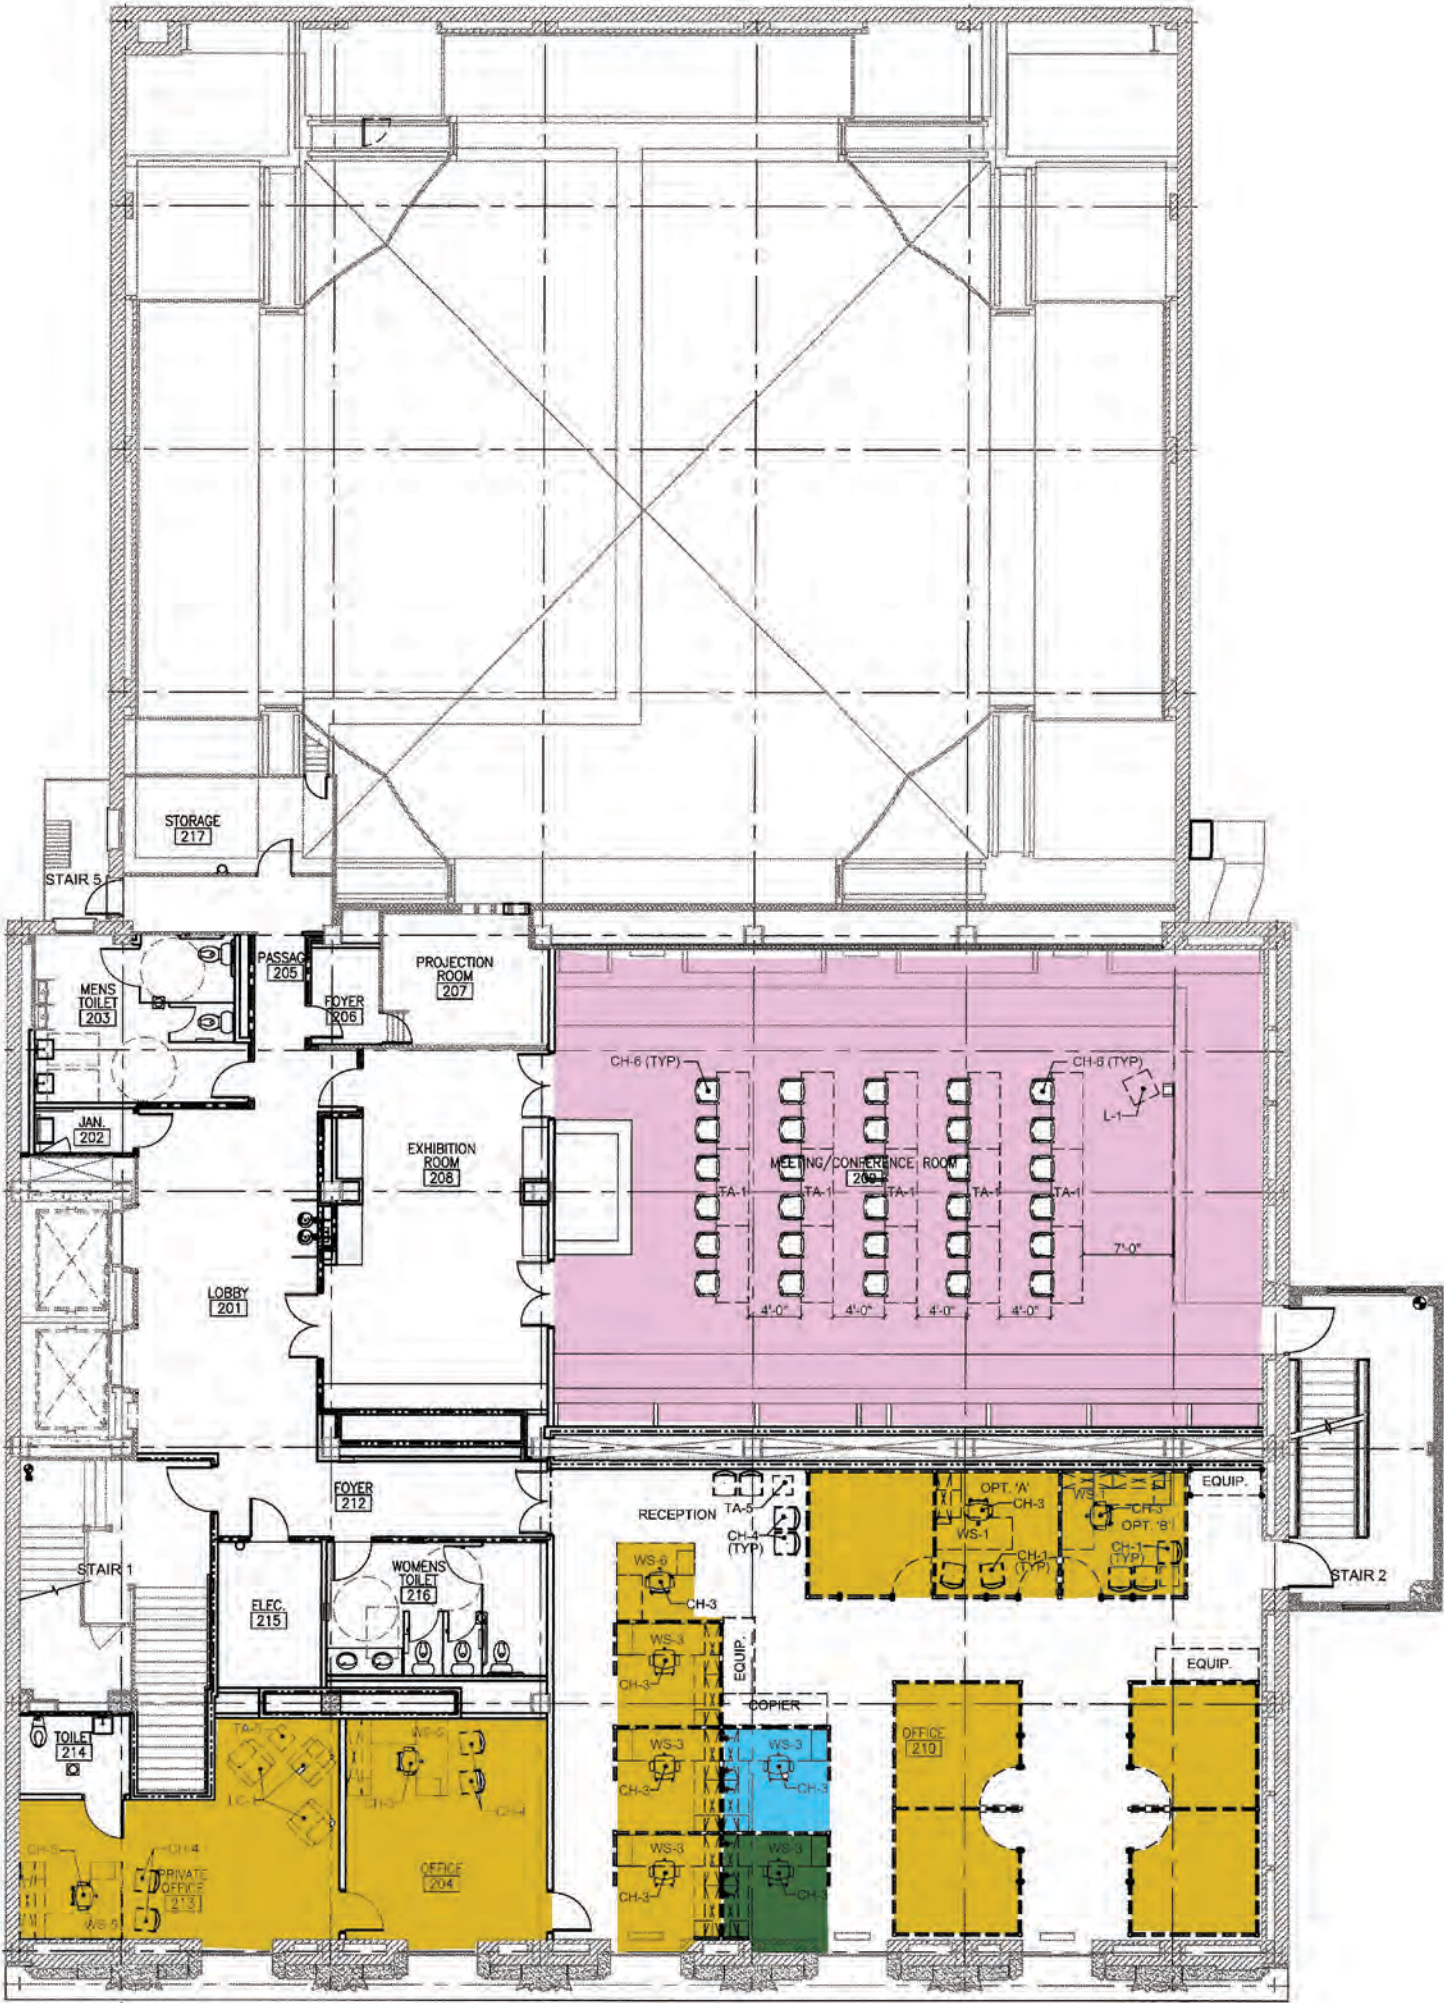 STORAGE
217
STAIR 5
PASSAG
205
PROJECTION
ROOM
207
MENS
TOILET
203
FOYER
206
CH-6 (TYP)
CH-6 (TYP)
L-1
JAN.
202
EXHIBITION
ROOM
208
MEETING/CONFERENCE ROOM
209
TA-1
TA-1
TA-1
TA-1
TA-1
7'-0"
LOBBY
201
4'-0"
4'-0"
4'-0"
4'-0"
FOYER
212
RECEPTION
TA-5
OPT. 'A'
CH-3
WS-1
CH-3
OPT. 'B'
EQUIP.
CH-4
(TYP)
WS-1
CH-1
(TYP)
CH-1
(TYP)
STAIR 1
WOMENS
TOILET
216
WS-6
CH-3
STAIR 2
ELEC.
215
WS-3
CH-3
EQUIP.
EQUIP.
COPIER
TOILET
214
TA-5
WS-5
WS-3
WS-3
OFFICE
210
LC-1
CH-3
CH-4
CH-3
CH-3
CH-5
CH-4
PRIVATE
OFFICE
213
WS-5
OFFICE
204
WS-3
WS-3
CH-3
CH-3